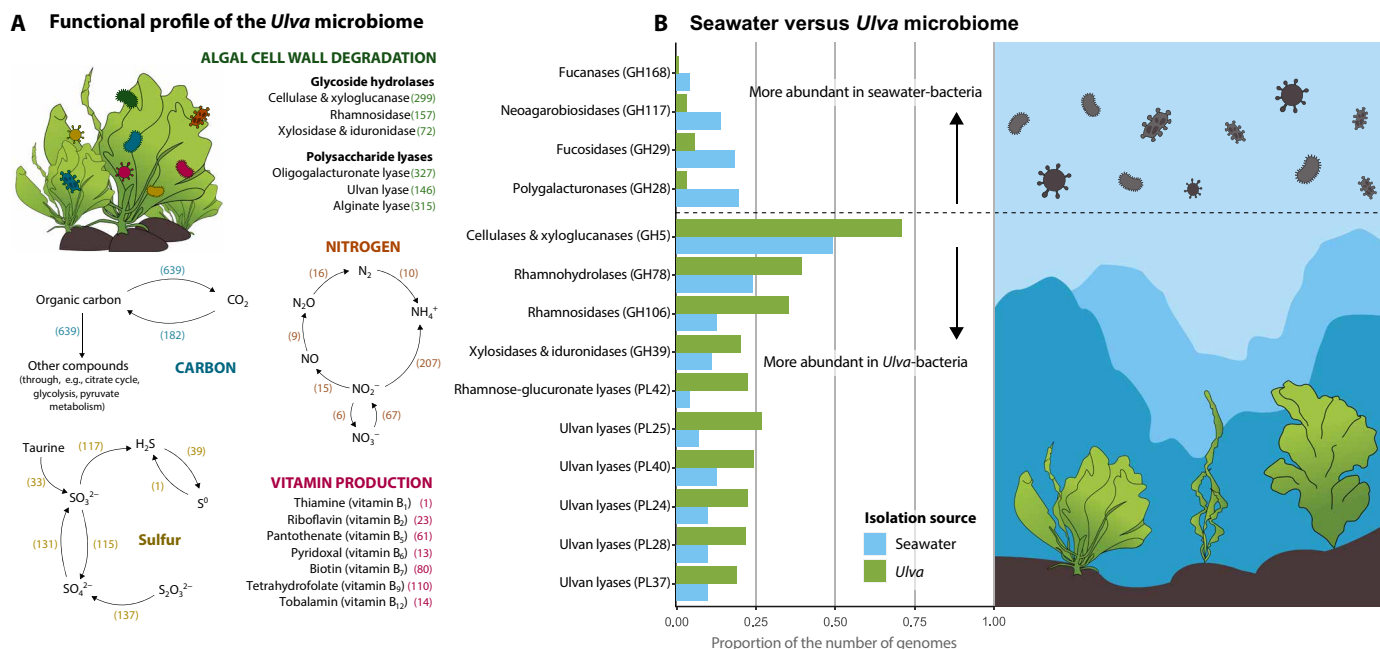 A Functional profile of the Ulva microbiome
ALGAL CELL WALL DEGRADATION
Glycoside hydrolases
Cellulase & xyloglucanase (299)
Rhamnosidase (157)
Xylosidase & iduronidase (72)
Polysaccharide lyases
Oligogalacturonate lyase (327)
Ulvan lyase (146)
Alginate lyase (315)
(639)
Organic carbon
CO₂
(639)
(182)
Other compounds
(through, e.g., citrate cycle,
glycolysis, pyruvate
metabolism)
CARBON
NITROGEN
(16)
N₂
(10)
N₂O
NH₄⁺
(9)
NO
(207)
(15)
NO₂⁻
(6)
(67)
NO₃⁻
Taurine
(117)
H₂S
(39)
(33)
(1)
SO₃²⁻
S⁰
(131)
(115)
Sulfur
SO₄²⁻
S₂O₃²⁻
(137)
VITAMIN PRODUCTION
Thiamine (vitamin B₁) (1)
Riboflavin (vitamin B₂) (23)
Pantothenate (vitamin B₅) (61)
Pyridoxal (vitamin B₆) (13)
Biotin (vitamin B₇) (80)
Tetrahydrofolate (vitamin B₉) (110)
Tobalamin (vitamin B₁₂) (14)
B Seawater versus Ulva microbiome
Fucanases (GH168)
Neoagarobiosidases (GH117)
Fucosidases (GH29)
Polygalacturonases (GH28)
Cellulases & xyloglucanases (GH5)
Rhamnohydrolases (GH78)
Rhamnosidases (GH106)
Xylosidases & iduronidases (GH39)
Rhamnose-glucuronate lyases (PL42)
Ulvan lyases (PL25)
Ulvan lyases (PL40)
Ulvan lyases (PL24)
Ulvan lyases (PL28)
Ulvan lyases (PL37)
More abundant in seawater-bacteria
More abundant in Ulva-bacteria
Isolation source
Seawater
Ulva
0.00 0.25 0.50 0.75 1.00
Proportion of the number of genomes